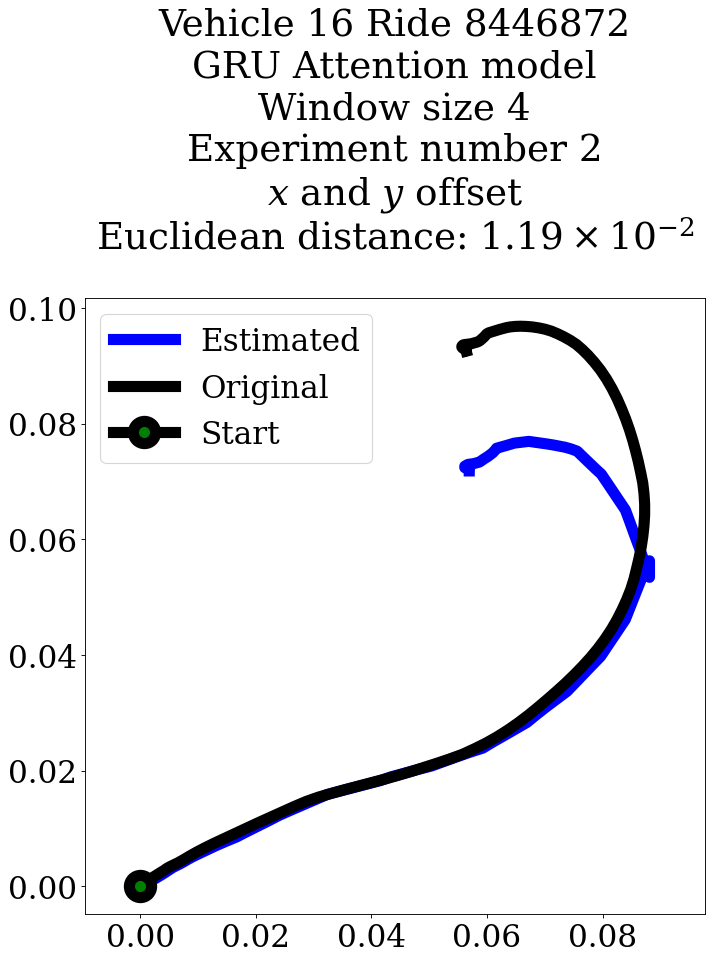 Vehicle 16 Ride 8446872
GRU Attention model
Window size 4
Experiment number 2
x and y offset
Euclidean distance: 1.19 × 10⁻²
0.10
0.08
0.06
0.04
0.02
0.00
Estimated
Original
Start
0.00 0.02 0.04 0.06 0.08